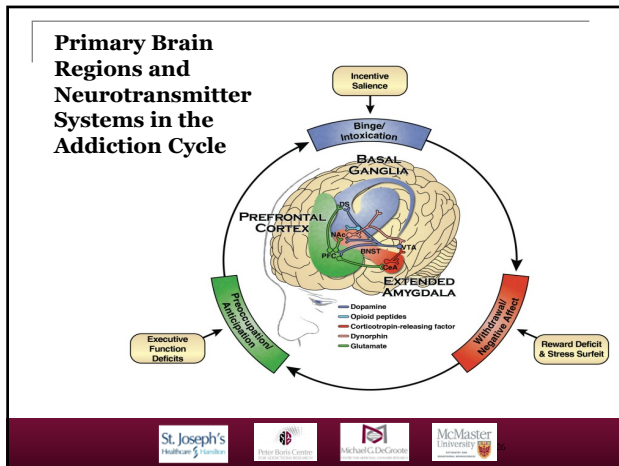 Primary Brain
Regions and
Neurotransmitter
Systems in the
Addiction Cycle
Incentive
Salience
Binge/
Intoxication
BASAL
GANGLIA
DS
PREFRONTAL
CORTEX
NAc
PFC
BNST
VTA
CeA
EXTENDED
AMYGDALA
Dopamine
Opioid peptides
Corticotropin-releasing factor
Dynorphin
Glutamate
Preoccupation/
Anticipation
Withdrawal/
Negative Affect
Executive
Function
Deficits
Reward Deficit
& Stress Surfeit
St. Joseph's
Healthcare Hamilton
Peter Boris Centre
FOR ADDICTIONS RESEARCH
Michael G. DeGroote
McMaster
University